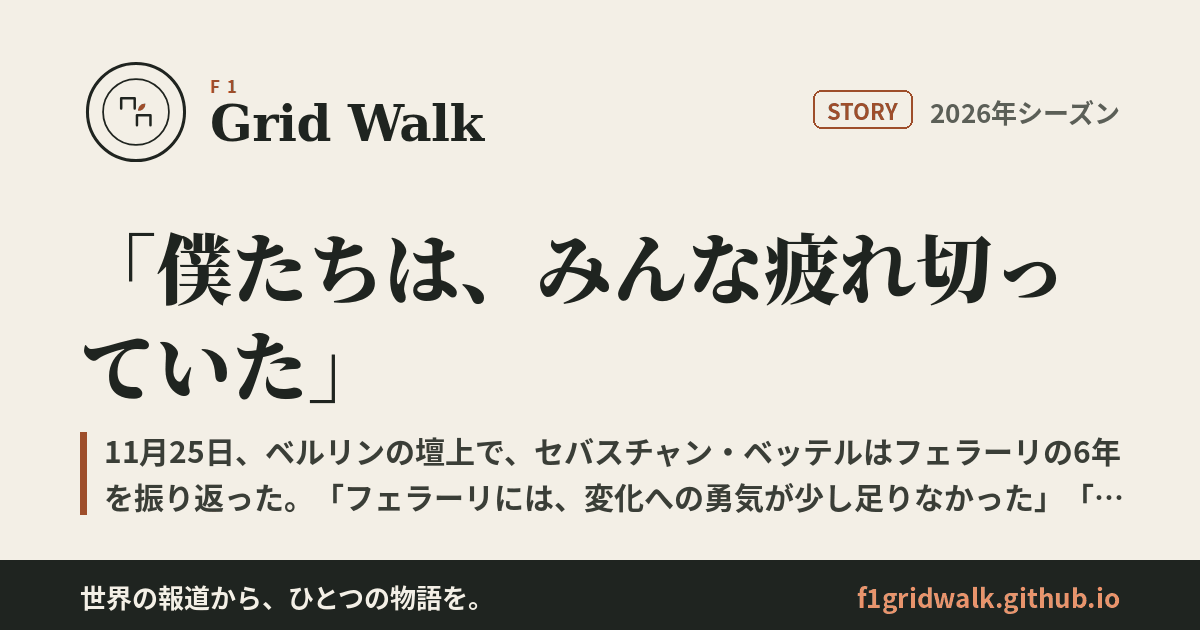 F1
Grid Walk
STORY
2026年シーズン
「僕たちは、みんな疲れ切っ
ていた」
11月25日、ベルリンの壇上で、セバスチャン・ベッテルはフェラーリの6年
を振り返った。「フェラーリには、変化への勇気が少し足りなかった」「…
世界の報道から、ひとつの物語を。
f1gridwalk.github.io